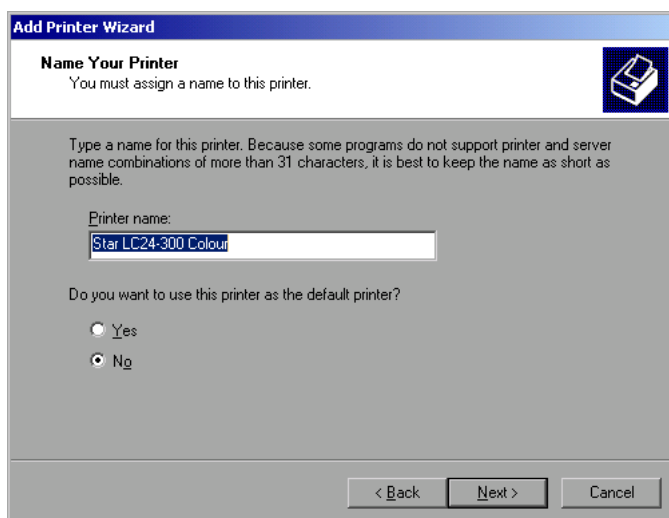 Add Printer Wizard
Name Your Printer
You must assign a name to this printer.
Type a name for this printer. Because some programs do not support printer and server
name combinations of more than 31 characters, it is best to keep the name as short as
possible.
Printer name:
Star LC24-300 Colour
Do you want to use this printer as the default printer?
Yes
No
< Back Next > Cancel